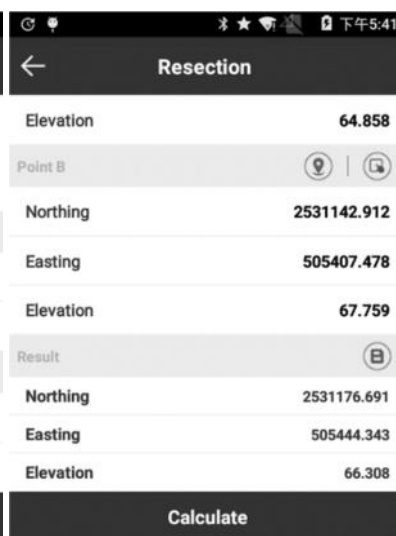 下午5:41
Resection
Elevation 64.858
Point B
Northing 2531142.912
Easting 505407.478
Elevation 67.759
Result
Northing 2531176.691
Easting 505444.343
Elevation 66.308
Calculate